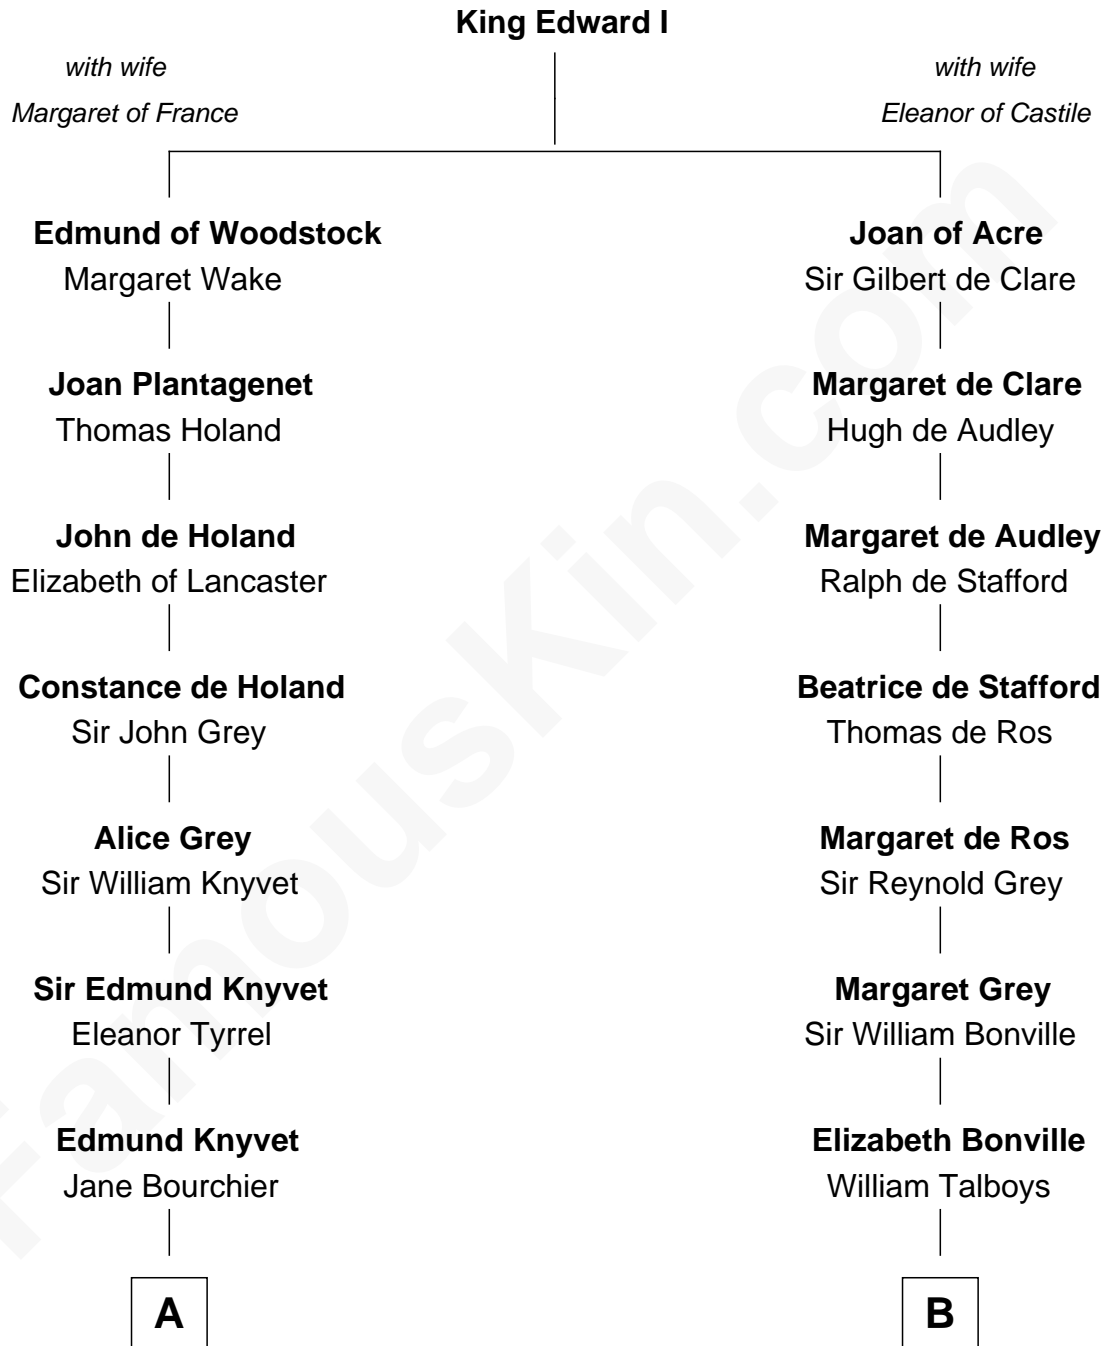 King Edward I
with wife
Margaret of France
with wife
Eleanor of Castile
Edmund of Woodstock
Margaret Wake
Joan of Acre
Sir Gilbert de Clare
Joan Plantagenet
Thomas Holand
Margaret de Clare
Hugh de Audley
John de Holand
Elizabeth of Lancaster
Margaret de Audley
Ralph de Stafford
Constance de Holand
Sir John Grey
Beatrice de Stafford
Thomas de Ros
Alice Grey
Sir William Knyvet
Margaret de Ros
Sir Reynold Grey
Sir Edmund Knyvet
Eleanor Tyrrel
Margaret Grey
Sir William Bonville
Edmund Knyvet
Jane Bourchier
Elizabeth Bonville
William Talboys
A
B
FamousKin.com